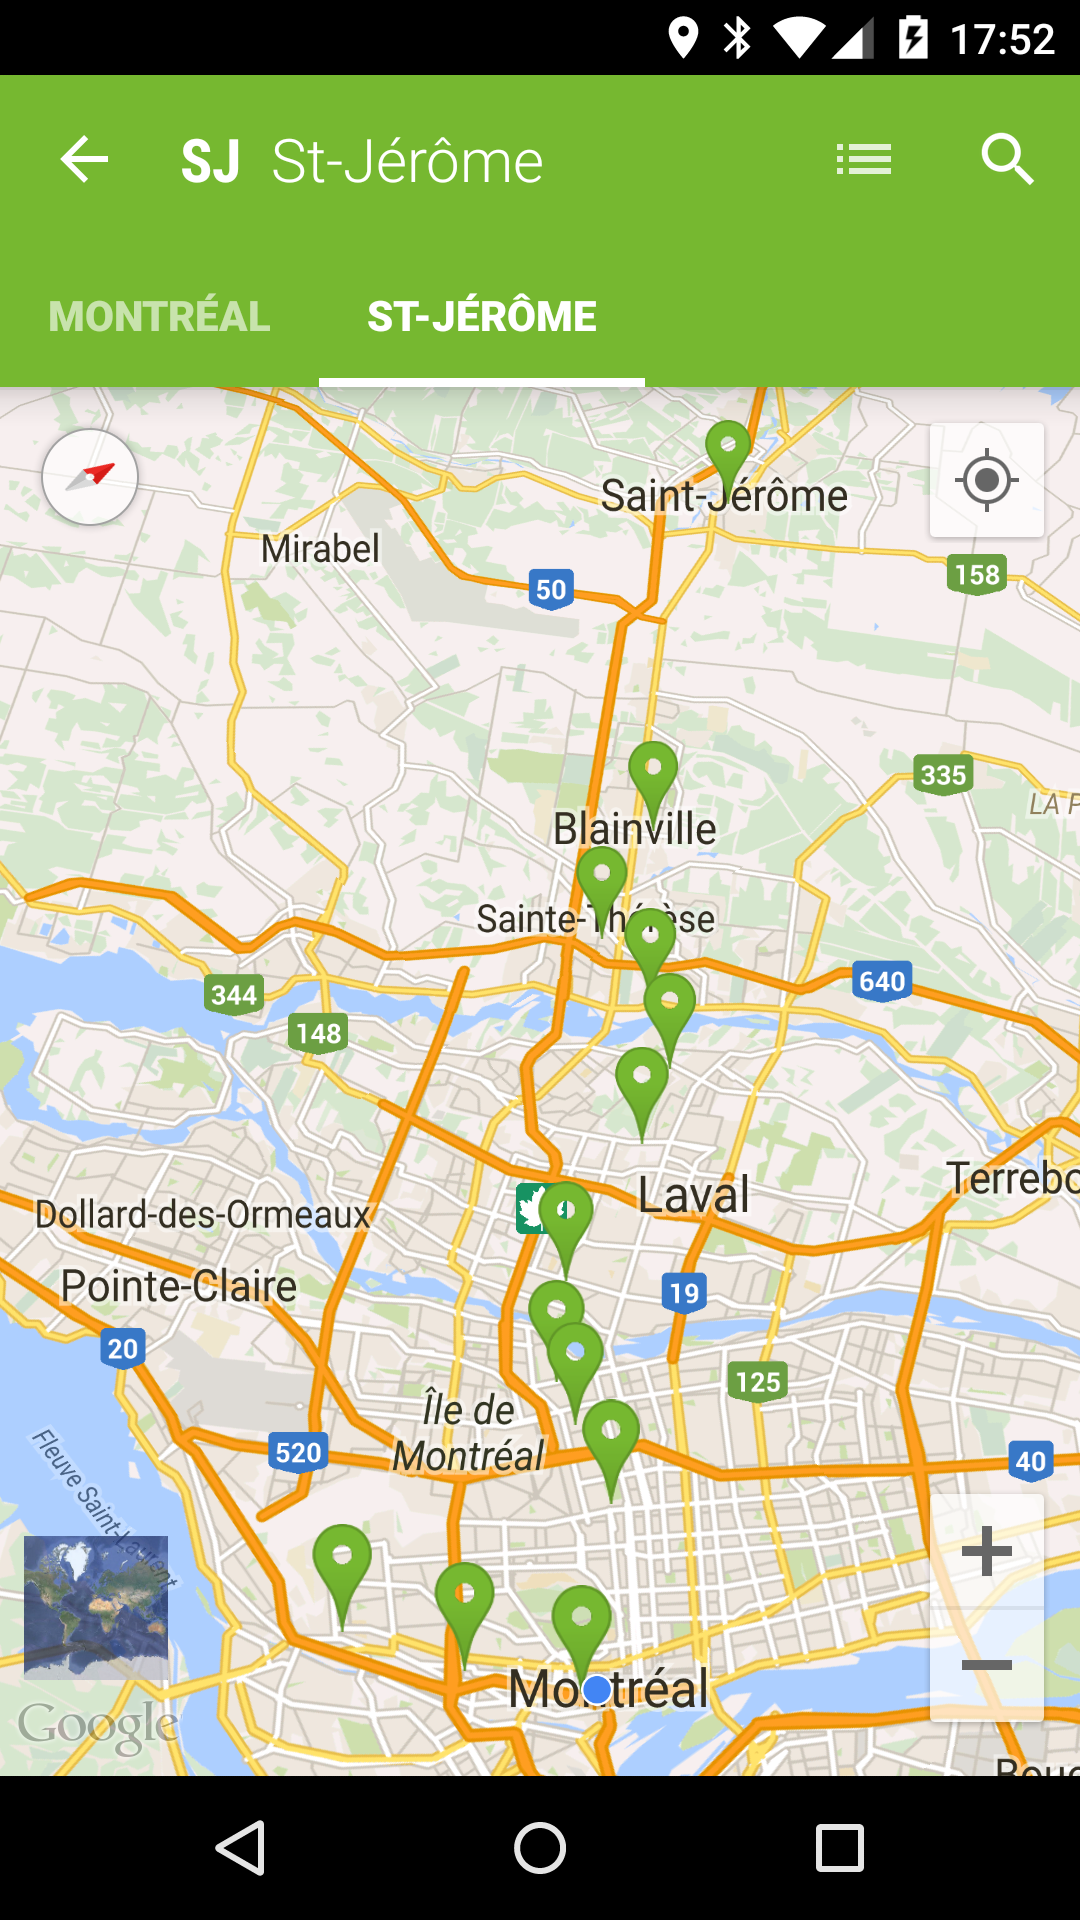 17:52
SJ St-Jérôme
MONTRÉAL ST-JÉRÔME
Saint-Jérôme
Mirabel
50
158
335
LA P
Blainville
Sainte-Thérèse
640
344
148
Terrebo
Laval
Dollard-des-Ormeaux
Pointe-Claire
19
20
125
Île de
Montréal
520
40
Fleuve Saint-Laurent
Montréal
Google
Bouc